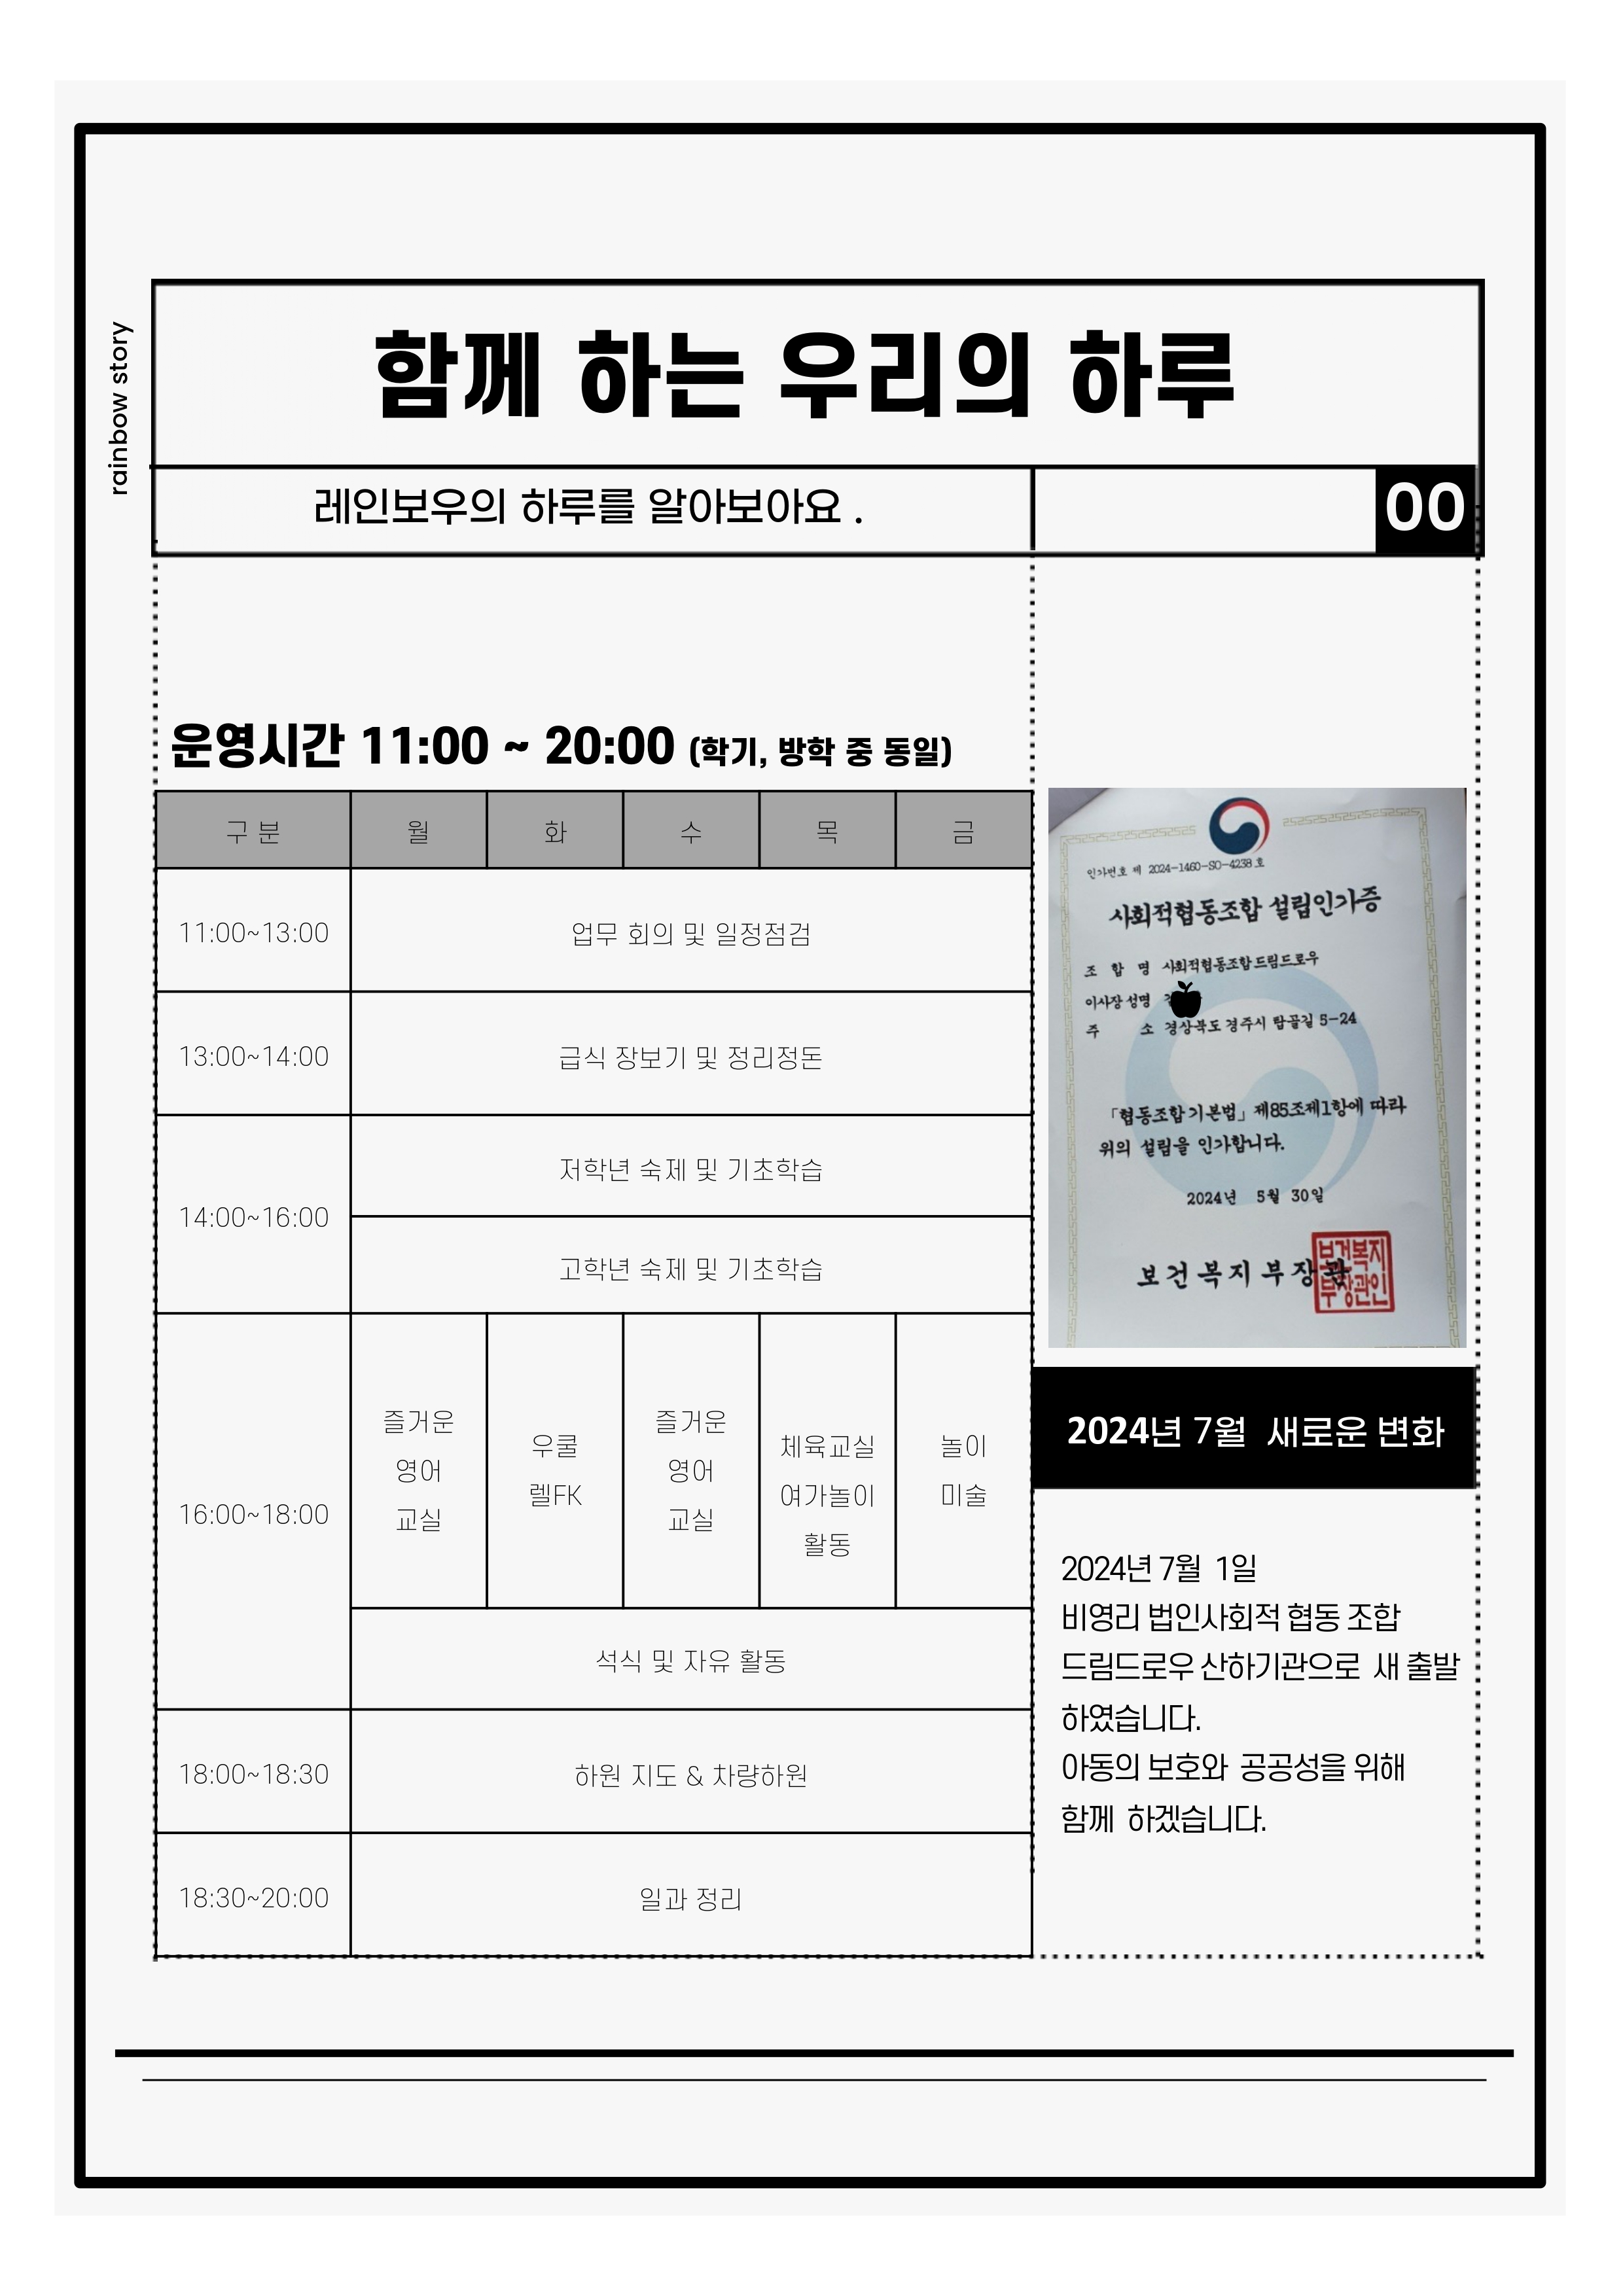 rainbow story
함께 하는 우리의 하루
레인보우의 하루를 알아보아요 .
00
운영시간 11:00 ~ 20:00 (학기, 방학 중 동일)
구 분 월 화 수 목 금
11:00~13:00 업무 회의 및 일정점검
13:00~14:00 급식 장보기 및 정리정돈
14:00~16:00
저학년 숙제 및 기초학습
고학년 숙제 및 기초학습
16:00~18:00
즐거운
영어
교실
우쿨
렐FK
즐거운
영어
교실
체육교실
여가놀이
활동
놀이
미술
석식 및 자유 활동
18:00~18:30 하원 지도 & 차량하원
18:30~20:00 일과 정리
인가번호 제 2024-1460-SO-4238 호
사회적협동조합 설립인가증
조 합 명 사회적협동조합 드림드로우
이사장 성명
주 소 경상북도 경주시 탑골길 5-24
「협동조합 기본법」 제85조제1항에 따라
위의 설립을 인가합니다.
2024년 5월 30일
보건복지부장관
보건복지
부장관인
2024년 7월 새로운 변화
2024년 7월 1일
비영리 법인사회적 협동 조합
드림드로우 산하기관으로 새 출발
하였습니다.
아동의 보호와 공공성을 위해
함께 하겠습니다.